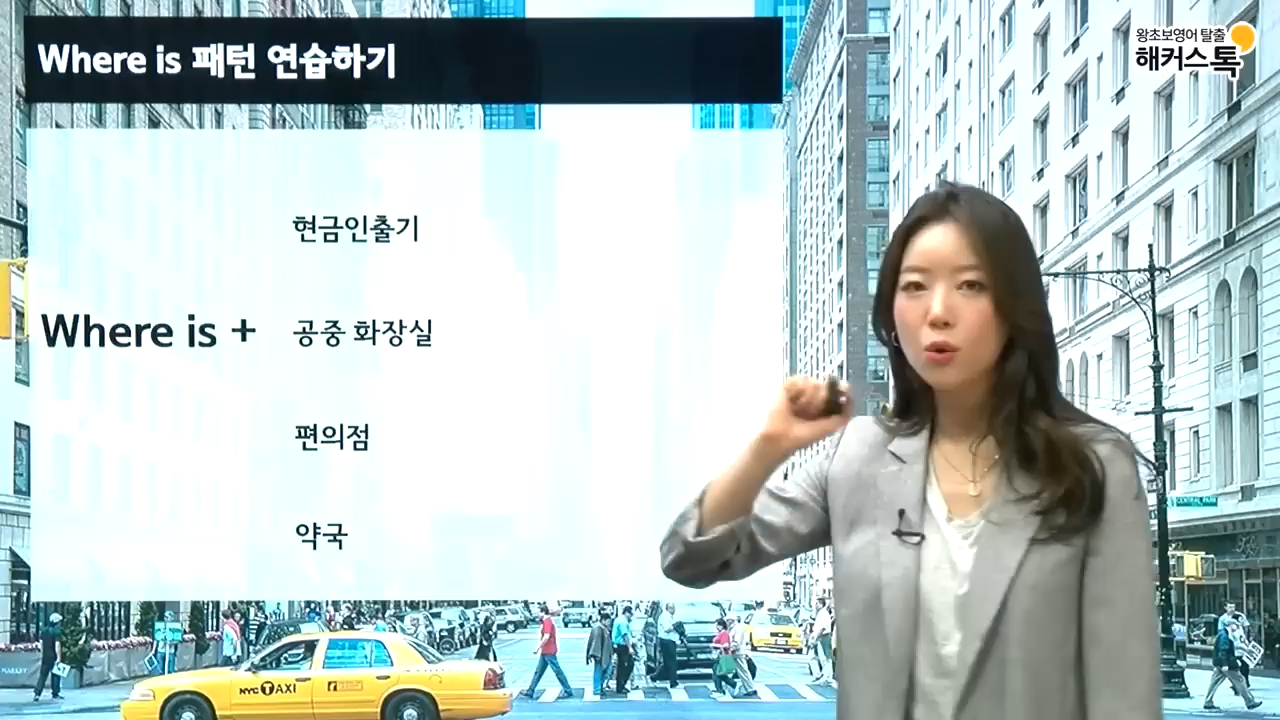 Where is 패턴 연습하기
왕초보영어 탈출
해커스톡
현금인출기
Where is +
공중 화장실
편의점
약국
CENTRAL PARK
NYC TAXI